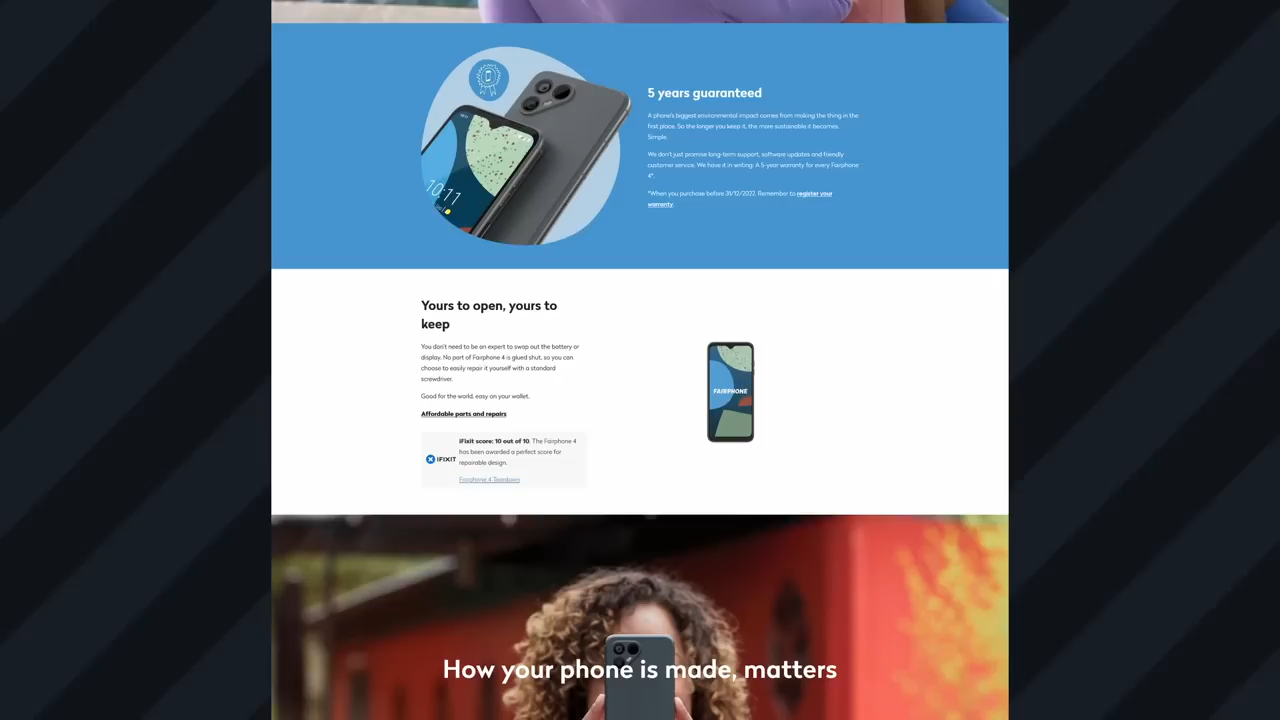 5 years guaranteed
A phone's biggest environmental impact comes from making the thing in the
first place. So the longer you keep it, the more sustainable it becomes.
Simple.
We don't just promise long-term support, software updates and friendly
customer service. We have it in writing: A 5-year warranty for every Fairphone
4*.
*When you purchase before 31/12/2022. Remember to register your
warranty.
10:11
Yours to open, yours to
keep
You don't need to be an expert to swap out the battery or
display. No part of Fairphone 4 is glued shut, so you can
choose to easily repair it yourself with a standard
screwdriver.
Good for the world, easy on your wallet.
Affordable parts and repairs
iFixit score: 10 out of 10. The Fairphone 4
has been awarded a perfect score for
repairable design.
IFIXIT
Fairphone 4 Teardown
FAIRPHONE
How your phone is made, matters